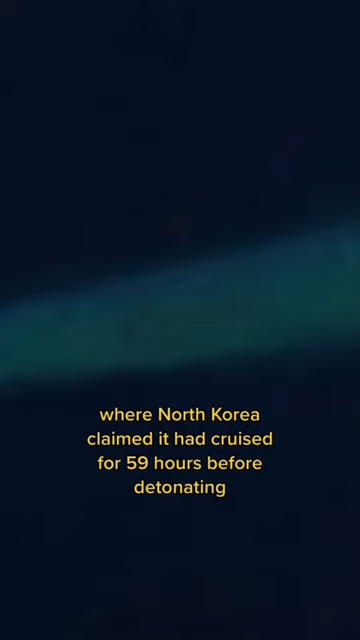 where North Korea
claimed it had cruised
for 59 hours before
detonating